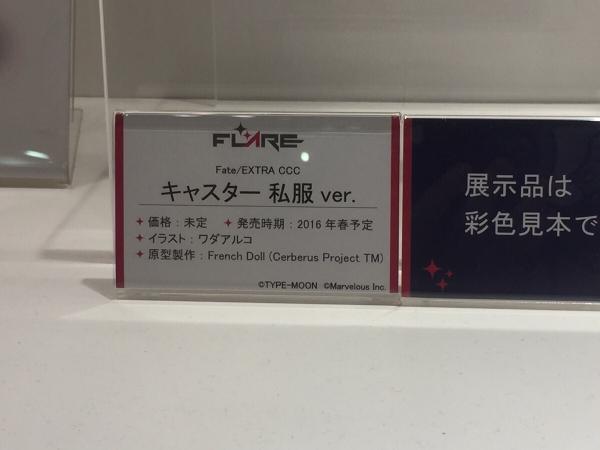 FLARE
Fate/EXTRA CCC
キャスター 私服 ver.
✦ 価格：未定 ✦ 発売時期：2016 年春予定
✦ イラスト：ワダアルコ
✦ 原型製作：French Doll (Cerberus Project TM)
©TYPE-MOON ©Marvelous Inc.
展示品は
彩色見本で